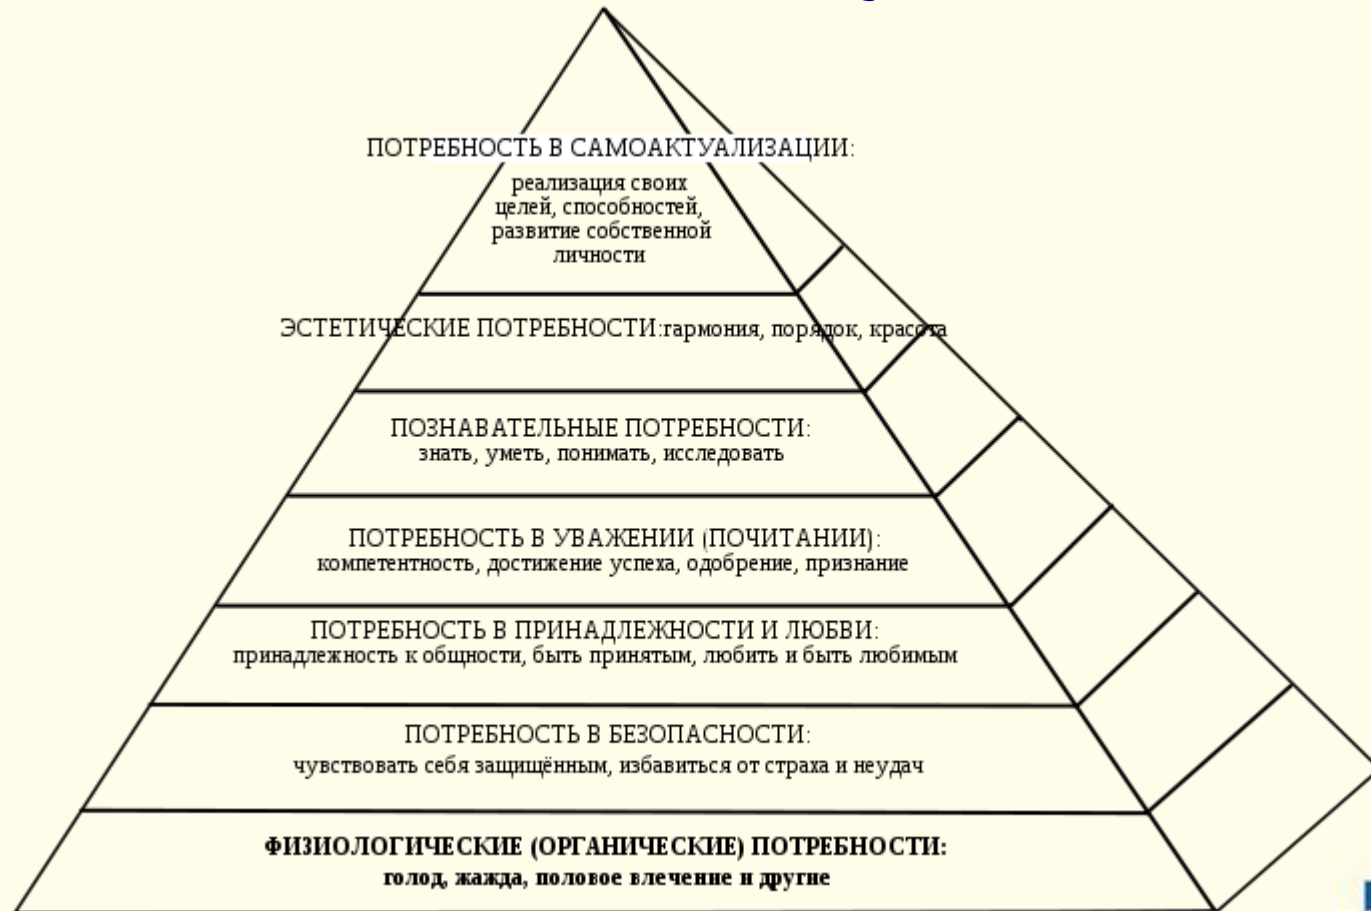 ПОТРЕБНОСТЬ В САМОАКТУАЛИЗАЦИИ:
реализация своих
целей, способностей,
развитие собственной
личности
ЭСТЕТИЧЕСКИЕ ПОТРЕБНОСТИ:гармония, порядок, красота
ПОЗНАВАТЕЛЬНЫЕ ПОТРЕБНОСТИ:
знать, уметь, понимать, исследовать
ПОТРЕБНОСТЬ В УВАЖЕНИИ (ПОЧИТАНИИ):
компетентность, достижение успеха, одобрение, признание
ПОТРЕБНОСТЬ В ПРИНАДЛЕЖНОСТИ И ЛЮБВИ:
принадлежность к общности, быть принятым, любить и быть любимым
ПОТРЕБНОСТЬ В БЕЗОПАСНОСТИ:
чувствовать себя защищённым, избавиться от страха и неудач
ФИЗИОЛОГИЧЕСКИЕ (ОРГАНИЧЕСКИЕ) ПОТРЕБНОСТИ:
голод, жажда, половое влечение и другие